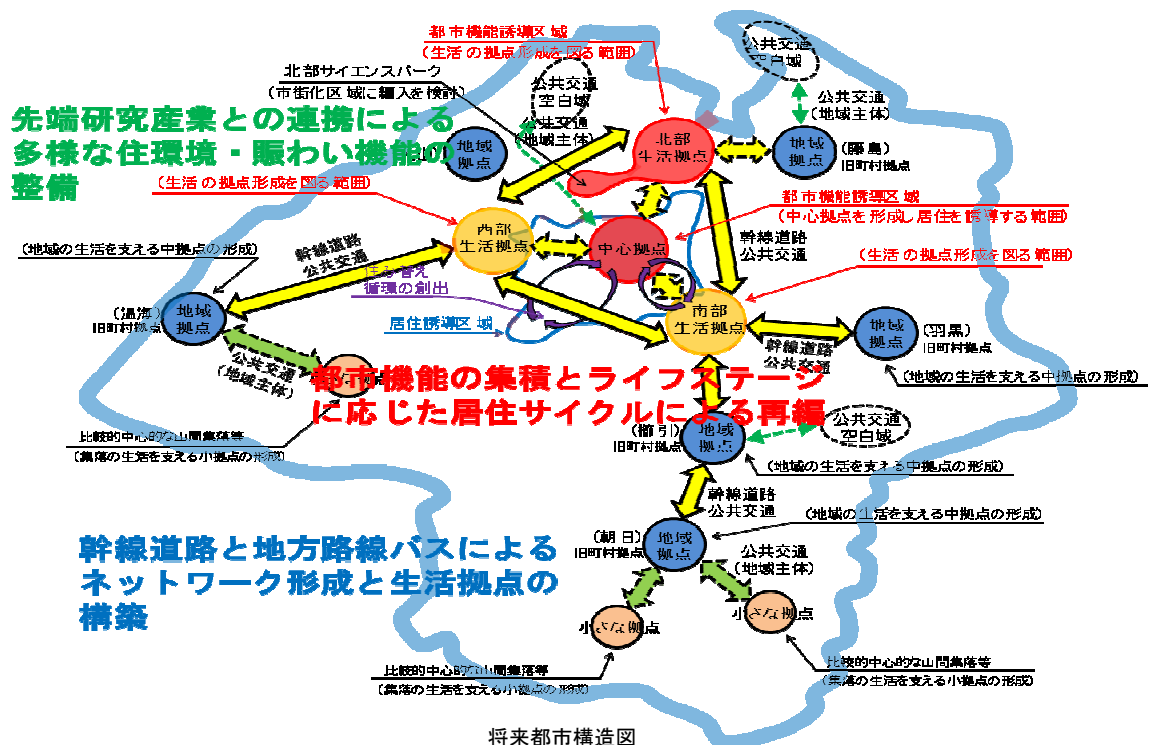 都市機能誘導区域
(生活の拠点形成を図る範囲)
公共交通
空白域
北部サイエンスパーク
(市街化区域に編入を検討)
公共交通
空白域
公共交通
(地域主体)
公共交通
(地域主体)
先端研究産業との連携による
多様な住環境・賑わい機能の
整備
地域
拠点
北部
生活拠点
地域
拠点
(藤島)
旧町村拠点
(生活の拠点形成を図る範囲)
都市機能誘導区域
(中心拠点を形成し居住を誘導する範囲)
西部
生活拠点
中心拠点
幹線道路
公共交通
(地域の生活を支える中拠点の形成)
幹線道路
公共交通
(生活の拠点形成を図る範囲)
住み替え
循環の創出
居住誘導区域
(温海)
旧町村拠点
地域
拠点
南部
生活拠点
地域
拠点
(羽黒)
旧町村拠点
幹線道路
公共交通
公共交通
(地域主体)
(地域の生活を支える中拠点の形成)
都市機能の集積とライフステージ
に応じた居住サイクルによる再編
拠点
公共交通
空白域
比較的中心的な山間集落等
(集落の生活を支える小拠点の形成)
(櫛引)
旧町村拠点
地域
拠点
(地域の生活を支える中拠点の形成)
幹線道路
公共交通
(地域の生活を支える中拠点の形成)
幹線道路と地方路線バスによる
ネットワーク形成と生活拠点の
構築
(朝日)
旧町村拠点
地域
拠点
公共交通
(地域主体)
小さな拠点
小さな拠点
比較的中心的な山間集落等
(集落の生活を支える小拠点の形成)
比較的中心的な山間集落等
(集落の生活を支える小拠点の形成)
将来都市構造図